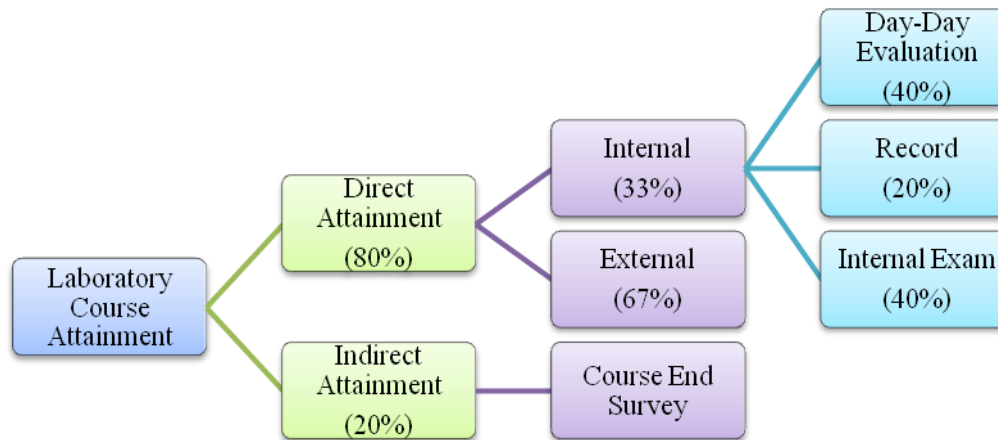 Laboratory
Course
Attainment
Direct
Attainment
(80%)
Indirect
Attainment
(20%)
Internal
(33%)
External
(67%)
Course End
Survey
Day-Day
Evaluation
(40%)
Record
(20%)
Internal Exam
(40%)